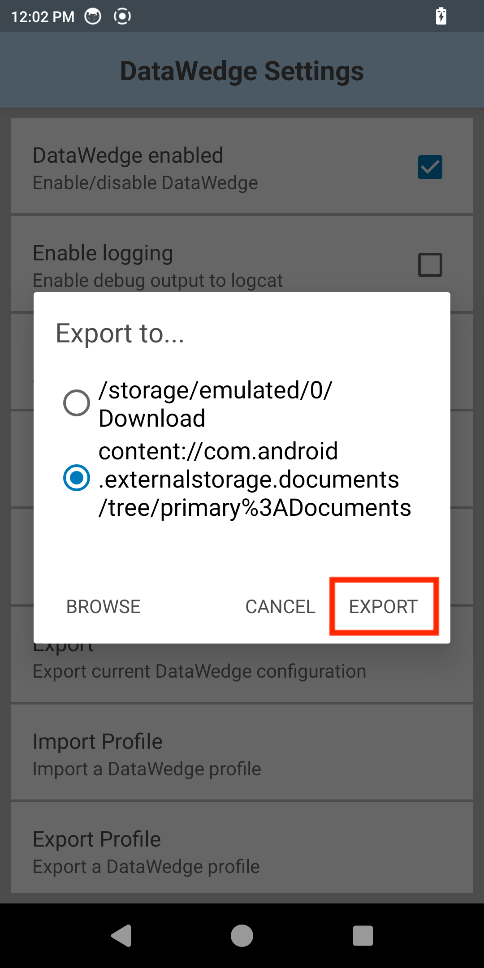 12:02 PM
DataWedge Settings
DataWedge enabled
Enable/disable DataWedge
Enable logging
Enable debug output to logcat
Export to...
/storage/emulated/0/
Download
content://com.android
.externalstorage.documents
/tree/primary%3ADocuments
BROWSE CANCEL EXPORT
Export
Export current DataWedge configuration
Import Profile
Import a DataWedge profile
Export Profile
Export a DataWedge profile